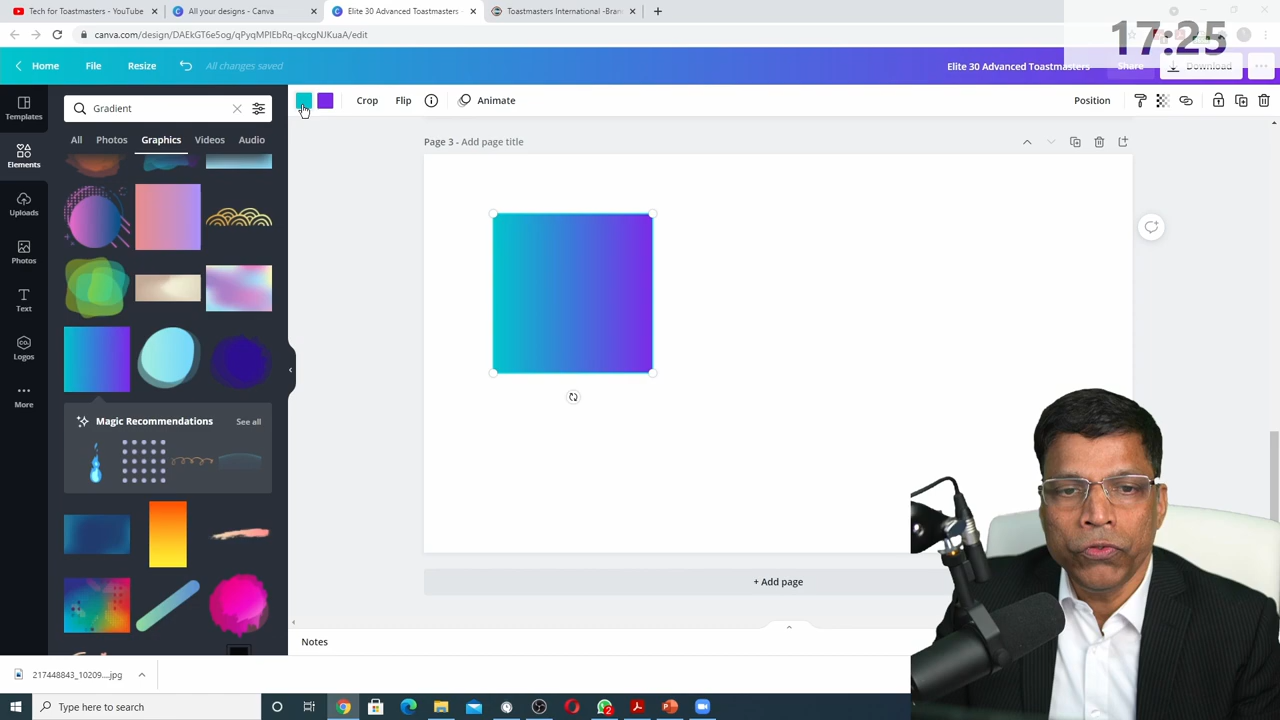 Tech for Toastmasters - YouTube
All your designs - Canva
Elite 30 Advanced Toastmasters -
Toastmasters International -Bran
17:25
canva.com/design/DAEkGT6e5og/qPyqMPIEbRq-qkcgNJKuaA/edit
Home
File
Resize
All changes saved
Elite 30 Advanced Toastmasters
Share
Download
Templates
Gradient
Crop
Flip
Animate
Position
Elements
All
Photos
Graphics
Videos
Audio
Page 3 - Add page title
Uploads
Photos
Text
Logos
More
Magic Recommendations
See all
+ Add page
Notes
217448843_10209....jpg
Type here to search
2